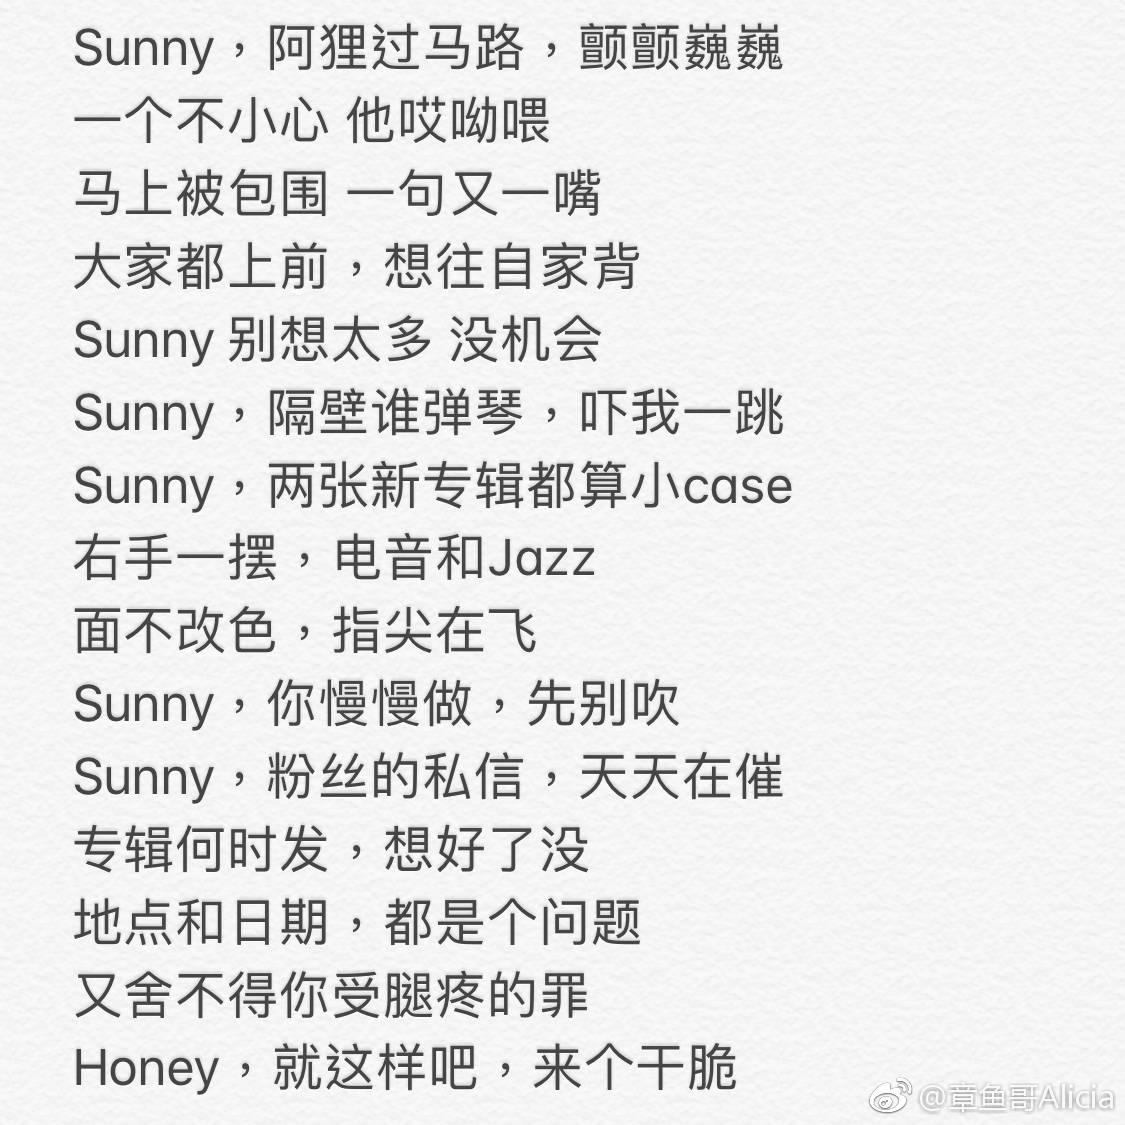 Sunny，阿狸过马路，颤颤巍巍
一个不小心 他哎呦喂
马上被包围 一句又一嘴
大家都上前，想往自家背
Sunny 别想太多 没机会
Sunny，隔壁谁弹琴，吓我一跳
Sunny，两张新专辑都算小case
右手一摆，电音和Jazz
面不改色，指尖在飞
Sunny，你慢慢做，先别吹
Sunny，粉丝的私信，天天在催
专辑何时发，想好了没
地点和日期，都是个问题
又舍不得你受腿疼的罪
Honey，就这样吧，来个干脆
@章鱼哥Alicia